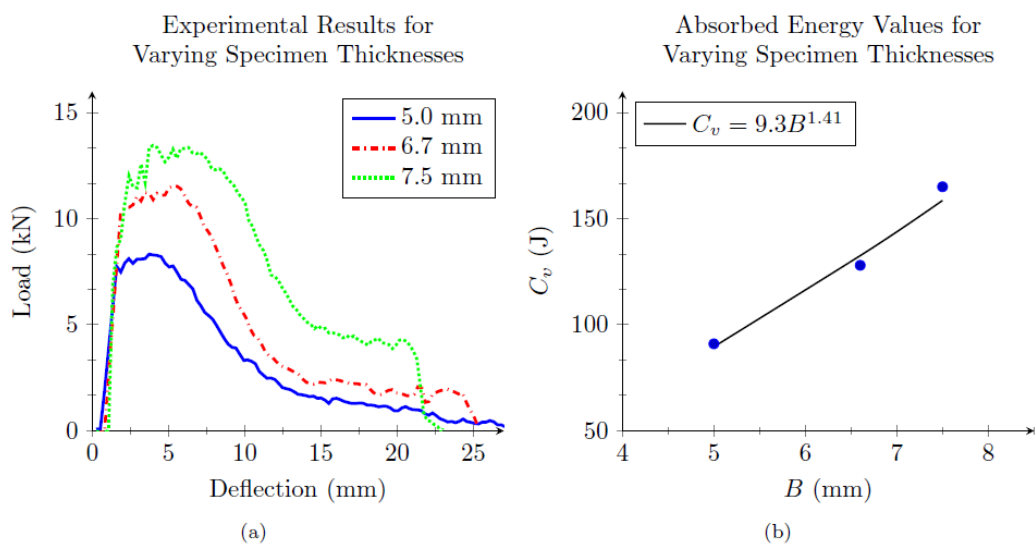 Experimental Results for
Varying Specimen Thicknesses
15
10
5
0
0
5
10
15
20
25
Load (kN)
Deflection (mm)
5.0 mm
6.7 mm
7.5 mm
(a)
Absorbed Energy Values for
Varying Specimen Thicknesses
200
150
100
50
4
5
6
7
8
C_v (J)
B (mm)
C_v = 9.3B^{1.41}
(b)